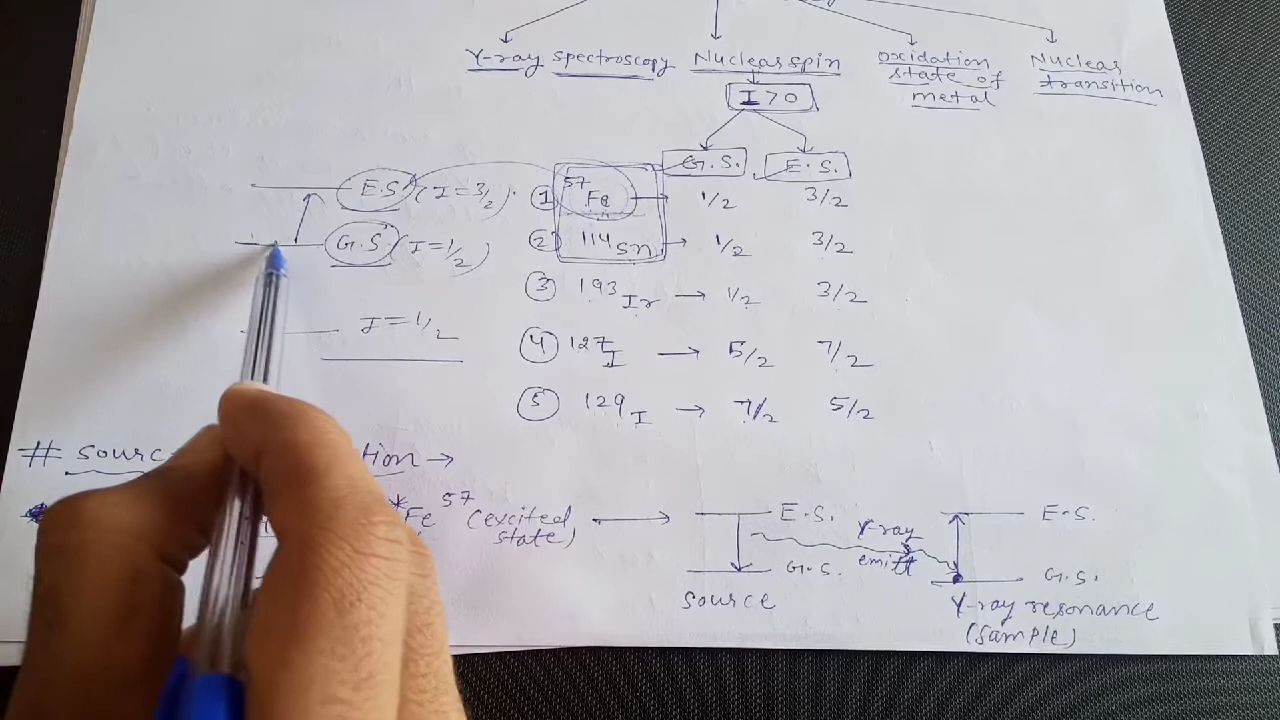 γ-ray spectroscopy
Nuclear spin
oxidation
state of
metal
Nuclear
transition
I>0
G.S. E.S.
E.S (I=3/2)
G.S. (I=1/2)
I=1/2
① 57Fe → 1/2 3/2
② 114Sn → 1/2 3/2
③ 193Ir → 1/2 3/2
④ 127I → 5/2 7/2
⑤ 129I → 7/2 5/2
# sour tion →
*Fe57 (excited
state) →
E.S.
G.S.
source
γ-ray
emitt
E.S.
G.S.
γ-ray resonance
(sample)